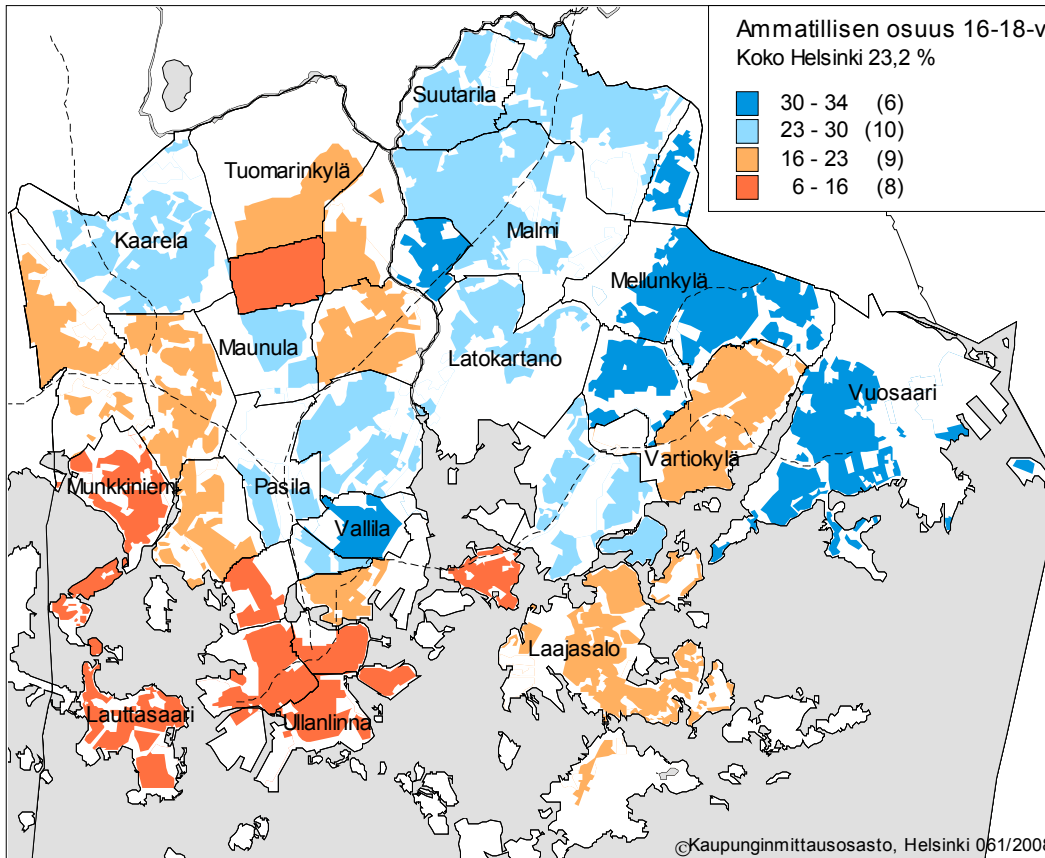 Ammatillisen osuus 16-18-v
Koko Helsinki 23,2 %
30 - 34 (6)
23 - 30 (10)
16 - 23 (9)
6 - 16 (8)
Suutarila
Tuomarinkylä
Kaarela
Malmi
Mellunkylä
Maunula
Latokartano
Vuosaari
Vartiokylä
Munkkiniemi
Pasila
Vallila
Laajasalo
Lauttasaari
Ullanlinna
©Kaupunginmittausosasto, Helsinki 061/2008